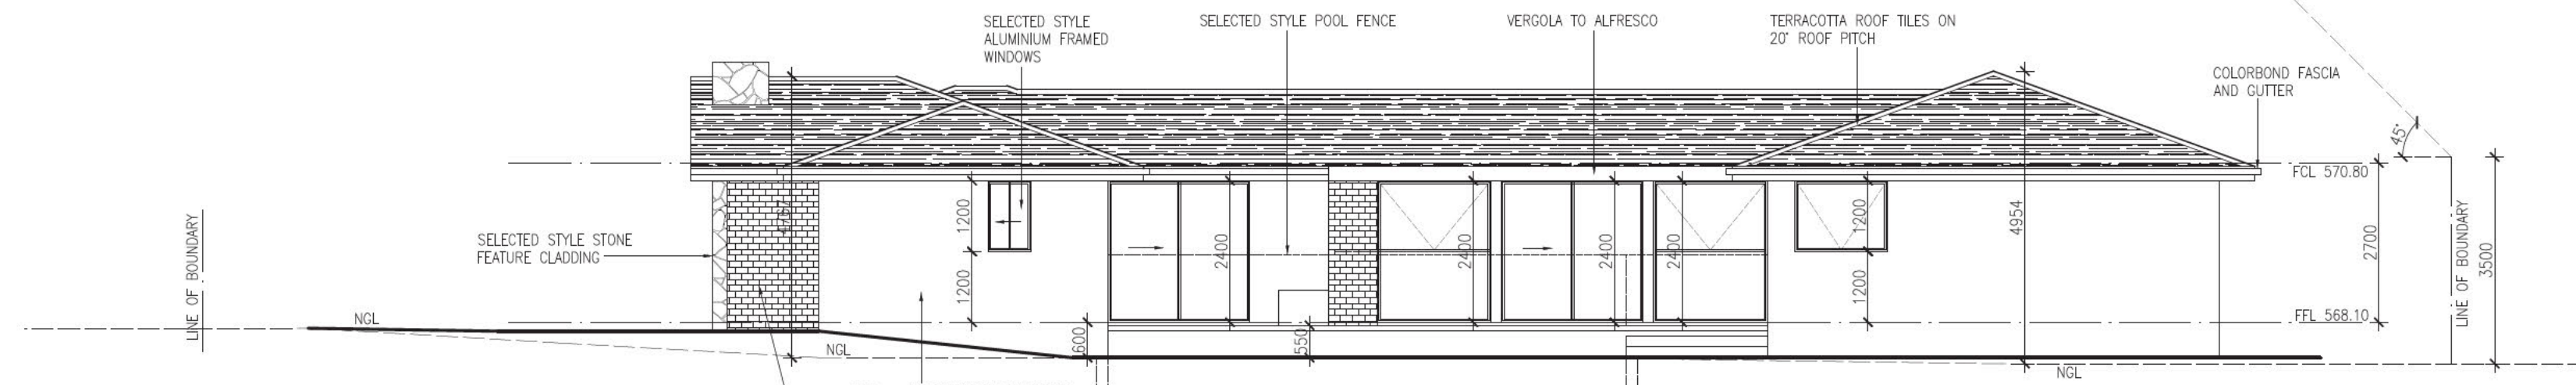 SELECTED STYLE
ALUMINIUM FRAMED
WINDOWS
SELECTED STYLE POOL FENCE
VERGOLA TO ALFRESCO
TERRACOTTA ROOF TILES ON
20° ROOF PITCH
COLORBOND FASCIA
AND GUTTER
45°
FCL 570.80
LINE OF BOUNDARY
SELECTED STYLE STONE
FEATURE CLADDING
1200
1200
2400
2400
2400
2400
1200
1200
4954
2700
LINE OF BOUNDARY
3500
NGL
NGL
600
550
FFL 568.10
NGL